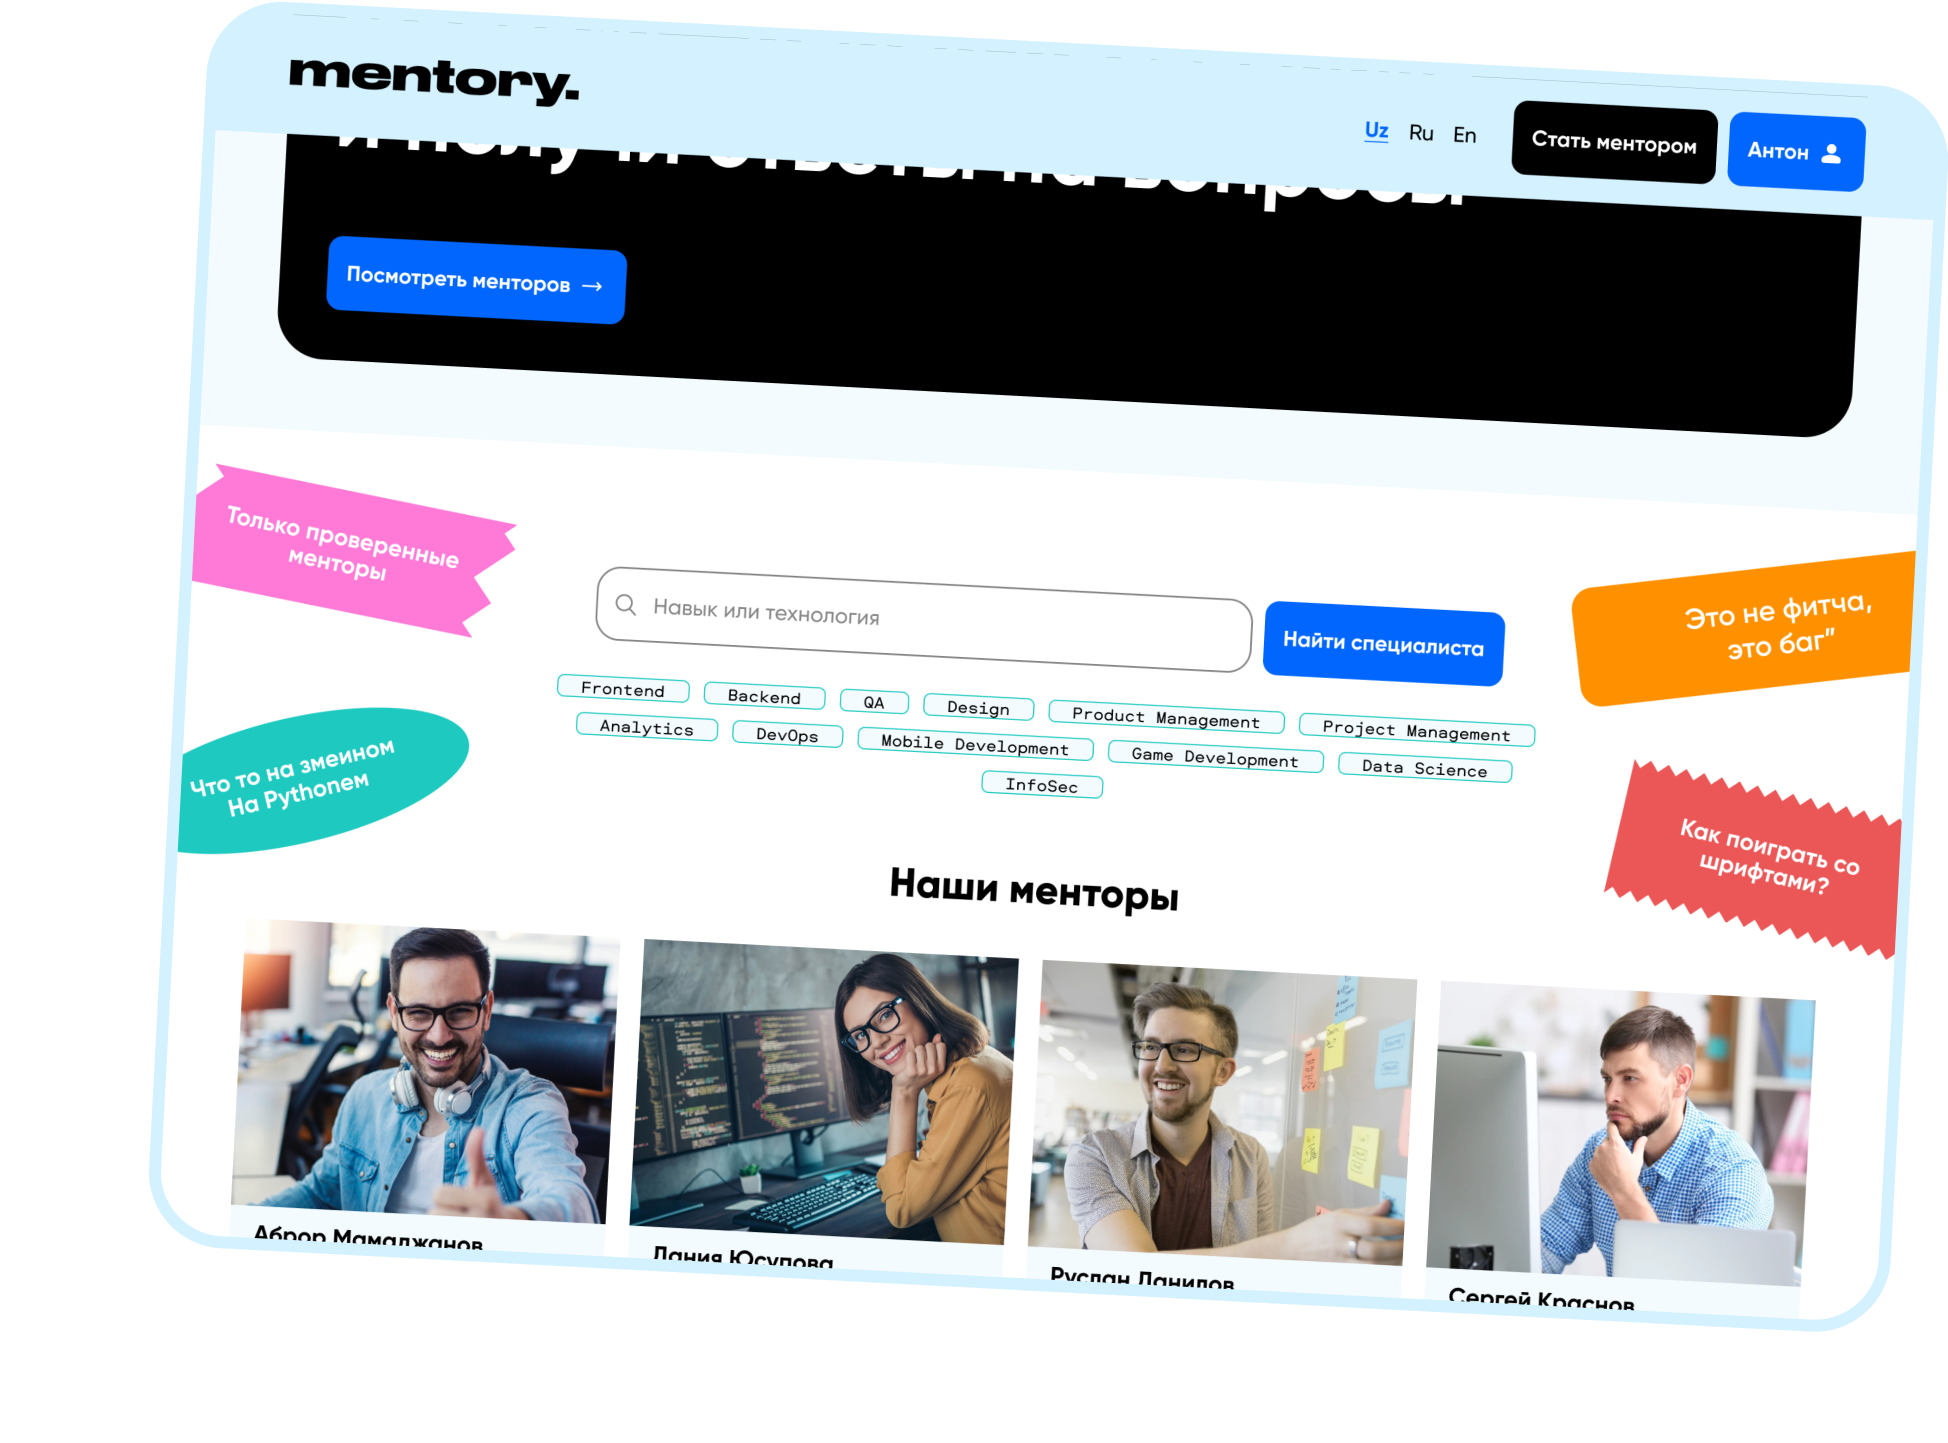 mentory.
Uz Ru En
Стать ментором
Антон
и получи ответы на вопросы
Посмотреть менторов →
Только проверенные
менторы
Навык или технология
Найти специалиста
Это не фитча,
это баг"
Frontend Backend QA Design Product Management Project Management
Analytics DevOps Mobile Development Game Development Data Science
InfoSec
Что то на змеином
На Pythonem
Как поиграть со
шрифтами?
Наши менторы
Аброр Мамаджанов
Дания Юсупова
Руслан Данилов
Сергей Краснов